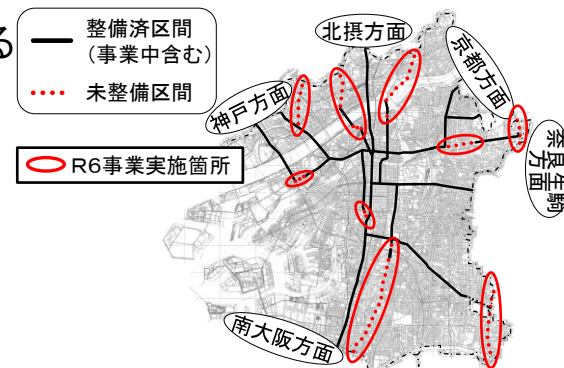 る
整備済区間
(事業中含む)
未整備区間
R6事業実施箇所
北摂方面
京都方面
神戸方面
奈良生駒
方面
南大阪方面